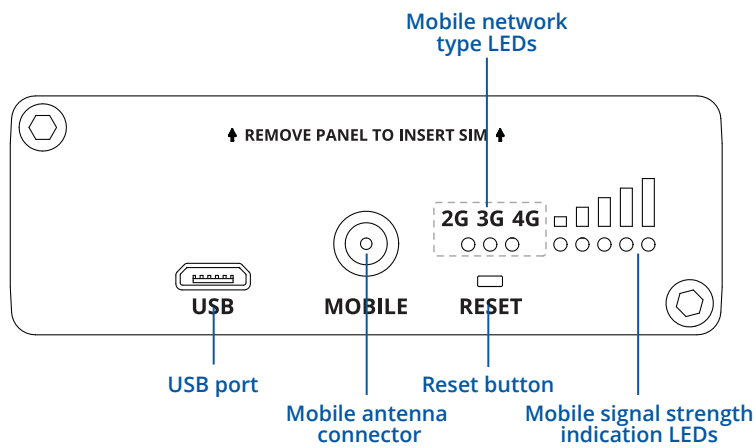 Mobile network
type LEDs
REMOVE PANEL TO INSERT SIM
2G 3G 4G
USB
MOBILE
RESET
USB port
Reset button
Mobile antenna
connector
Mobile signal strength
indication LEDs